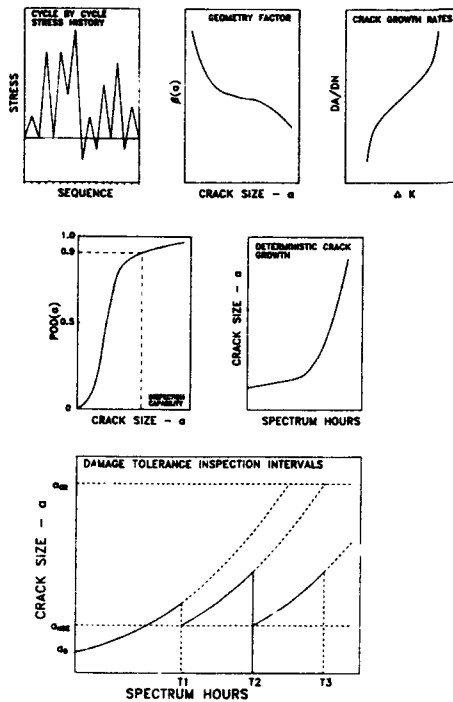 CYCLE BY CYCLE
STRESS HISTORY
STRESS
SEQUENCE
GEOMETRY FACTOR
β(a)
CRACK SIZE - a
CRACK GROWTH RATES
DA/DN
Δ K
1.0
0.9
0.5
0
POD(a)
INSPECTION
CAPABILITY
CRACK SIZE - a
DETERMINISTIC CRACK
GROWTH
CRACK SIZE - a
SPECTRUM HOURS
DAMAGE TOLERANCE INSPECTION INTERVALS
CRACK SIZE - a
aCR
aNDE
a0
T1 T2 T3
SPECTRUM HOURS